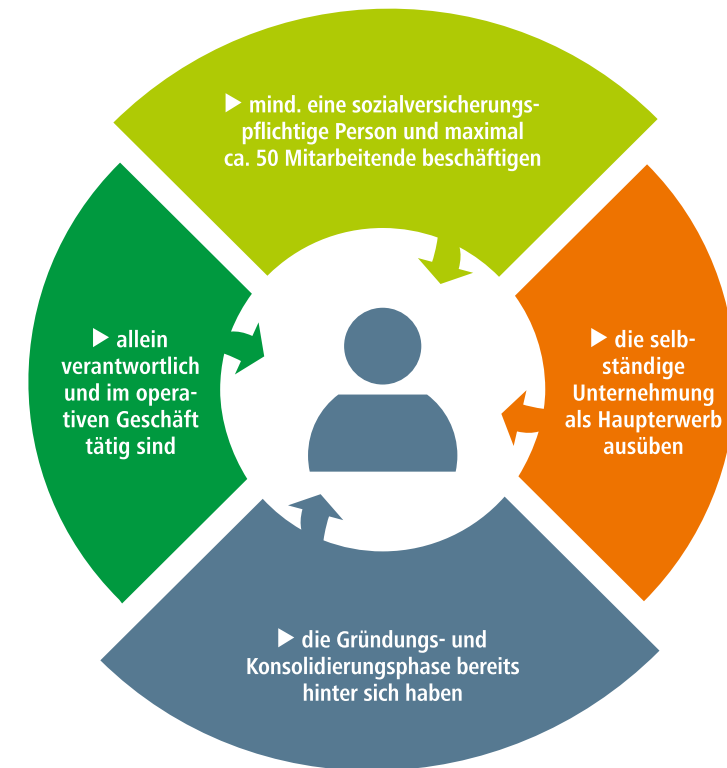 ▶ mind. eine sozialversicherungs-
pflichtige Person und maximal
ca. 50 Mitarbeitende beschäftigen
▶ die selb-
ständige
Unternehmung
als Haupterwerb
ausüben
▶ die Gründungs- und
Konsolidierungsphase bereits
hinter sich haben
▶ allein
verantwortlich
und im opera-
tiven Geschäft
tätig sind